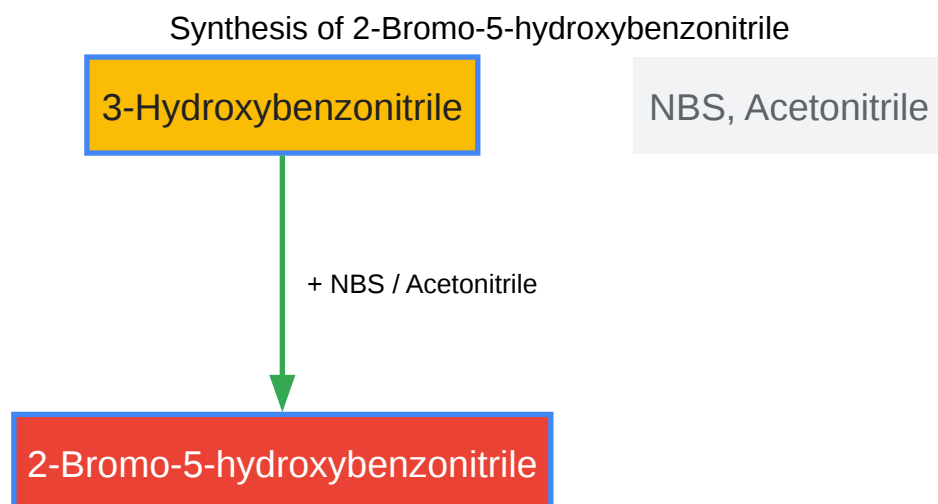 Synthesis of 2-Bromo-5-hydroxybenzonitrile
3-Hydroxybenzonitrile
NBS, Acetonitrile
+ NBS / Acetonitrile
2-Bromo-5-hydroxybenzonitrile